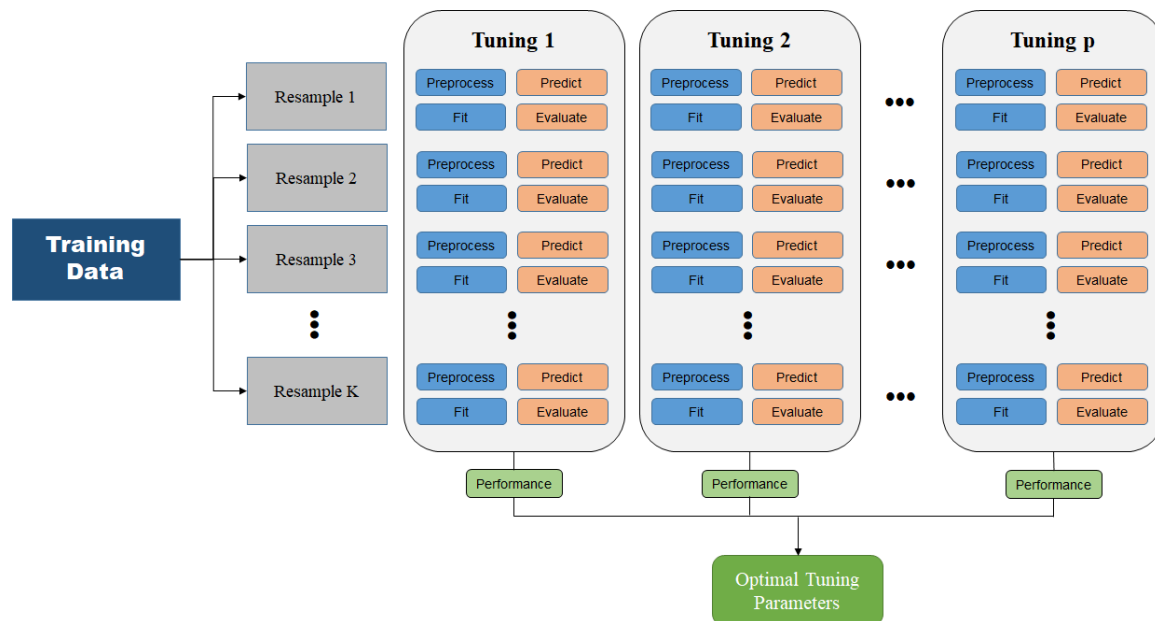 Tuning 1
Tuning 2
Tuning p
Training
Data
Resample 1
Preprocess Predict
Fit Evaluate
Preprocess Predict
Fit Evaluate
•••
Preprocess Predict
Fit Evaluate
Resample 2
Preprocess Predict
Fit Evaluate
Preprocess Predict
Fit Evaluate
•••
Preprocess Predict
Fit Evaluate
Resample 3
Preprocess Predict
Fit Evaluate
Preprocess Predict
Fit Evaluate
•••
Preprocess Predict
Fit Evaluate
Resample K
Preprocess Predict
Fit Evaluate
Preprocess Predict
Fit Evaluate
•••
Preprocess Predict
Fit Evaluate
Performance
Performance
Performance
Optimal Tuning
Parameters